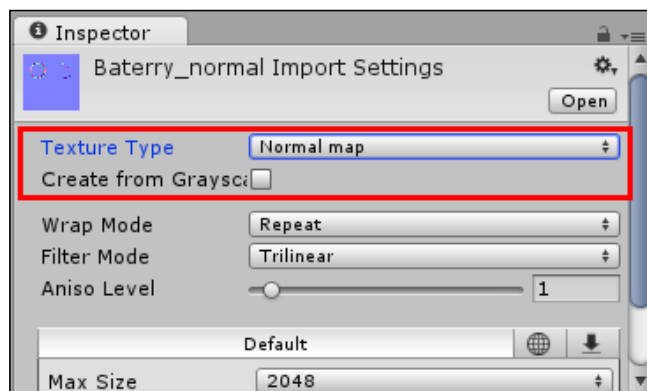 Inspector
Baterry_normal Import Settings
Open
Texture Type Normal map
Create from Graysca
Wrap Mode Repeat
Filter Mode Trilinear
Aniso Level 1
Default
Max Size 2048